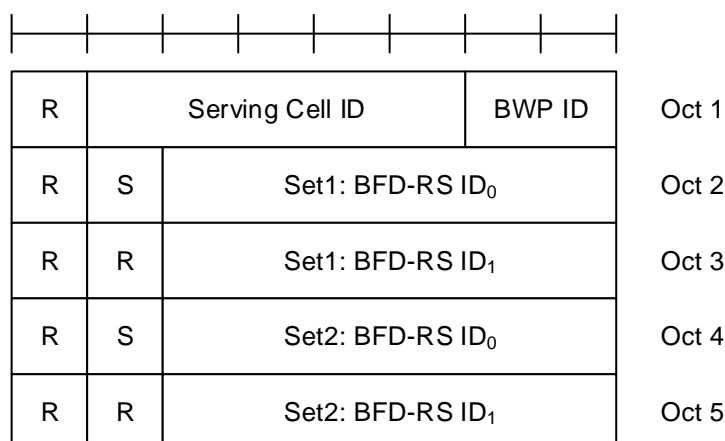 R Serving Cell ID BWP ID Oct 1
R S Set1: BFD-RS ID₀ Oct 2
R R Set1: BFD-RS ID₁ Oct 3
R S Set2: BFD-RS ID₀ Oct 4
R R Set2: BFD-RS ID₁ Oct 5